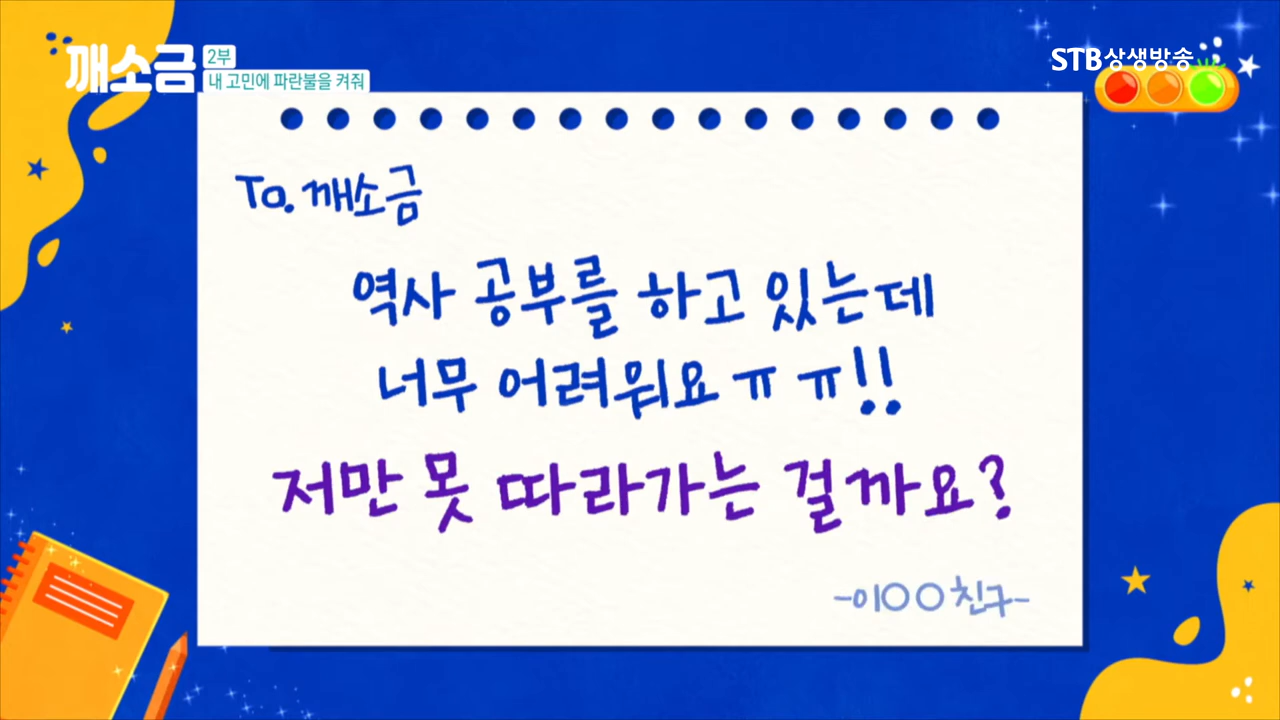 깨소금
2부
내 고민에 파란불을 켜줘
STB상생방송
To. 깨소금
역사 공부를 하고 있는데
너무 어려워요 ㅠㅠ!!
저만 못 따라가는 걸까요?
-이○○친구-